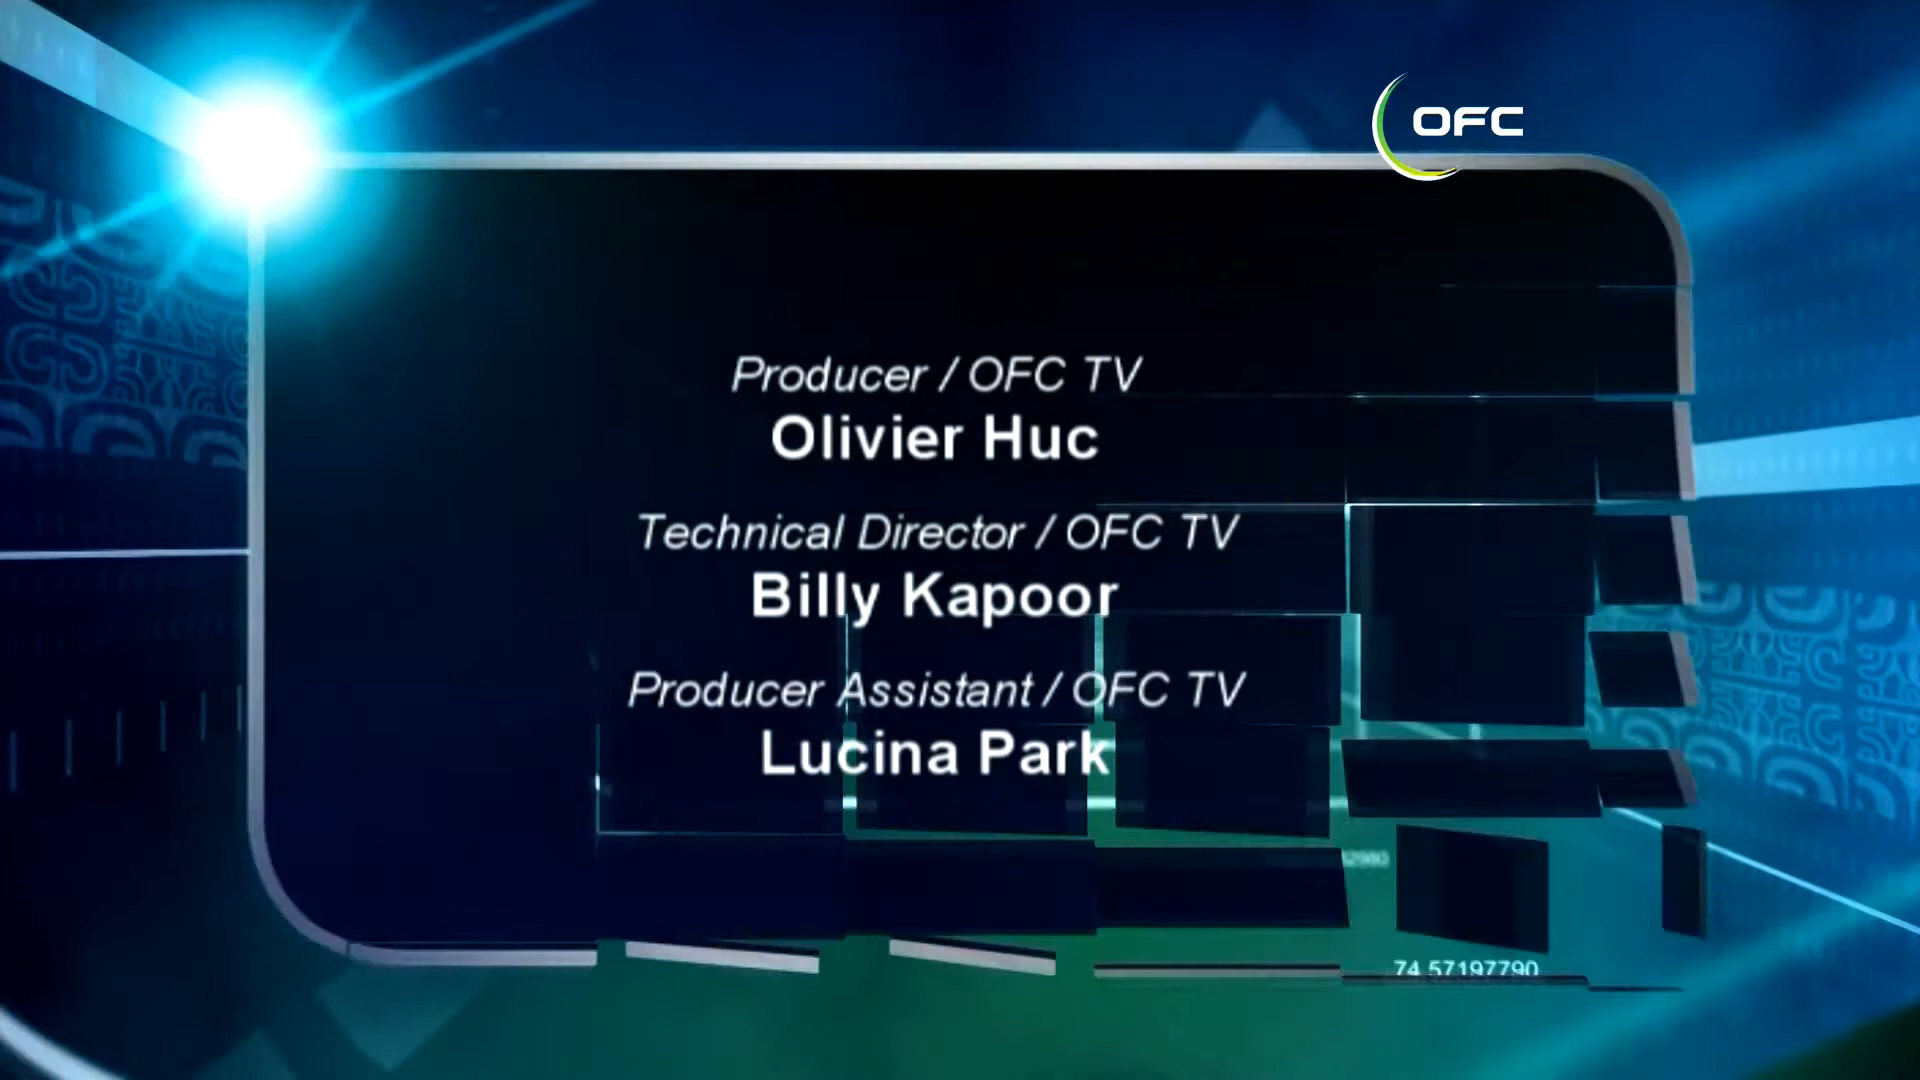 OFC
Producer / OFC TV
Olivier Huc
Technical Director / OFC TV
Billy Kapoor
Producer Assistant / OFC TV
Lucina Park
74.57197790